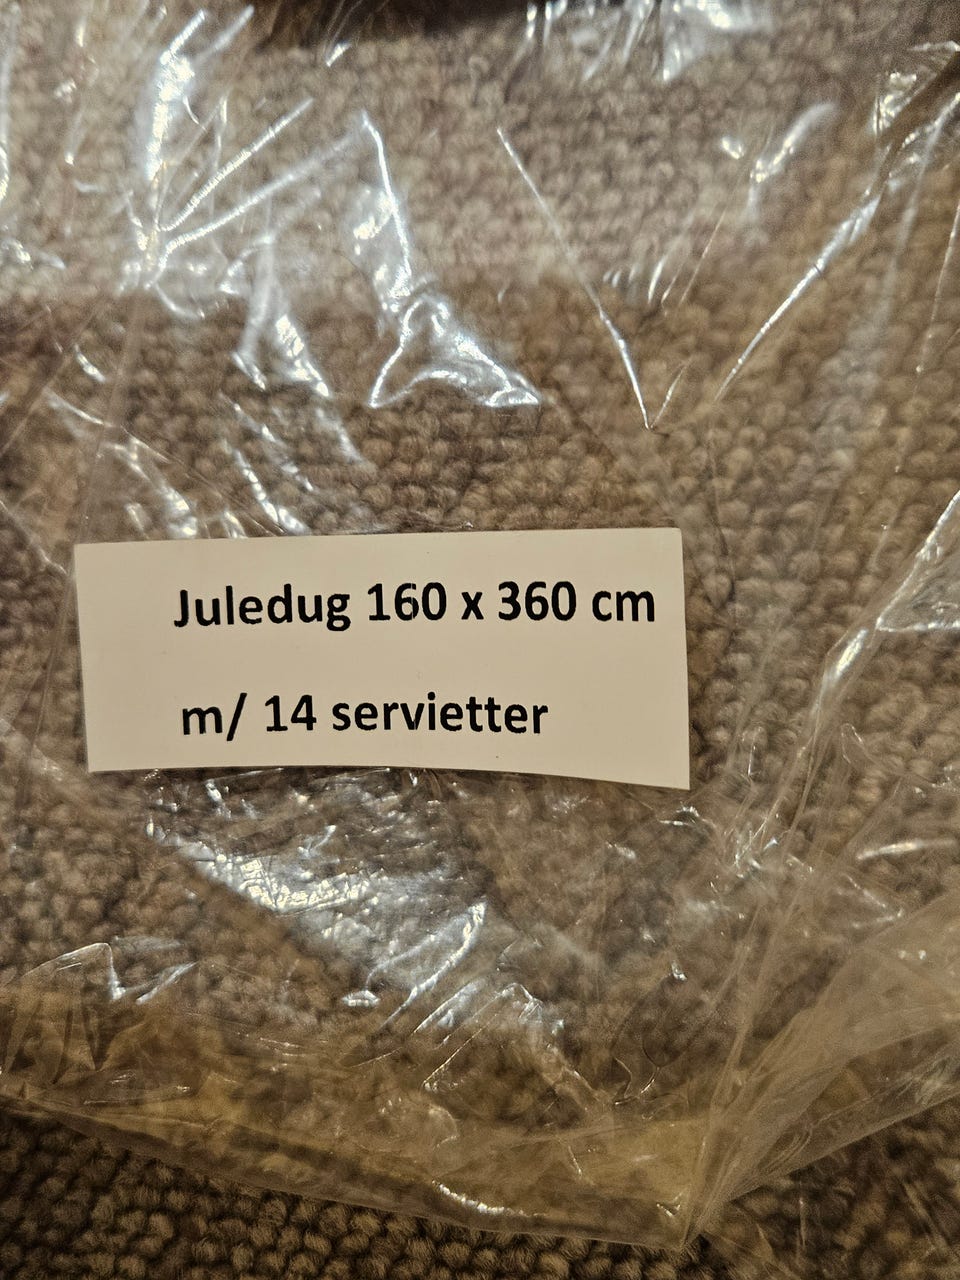 Juledug 160 x 360 cm
m/ 14 servietter